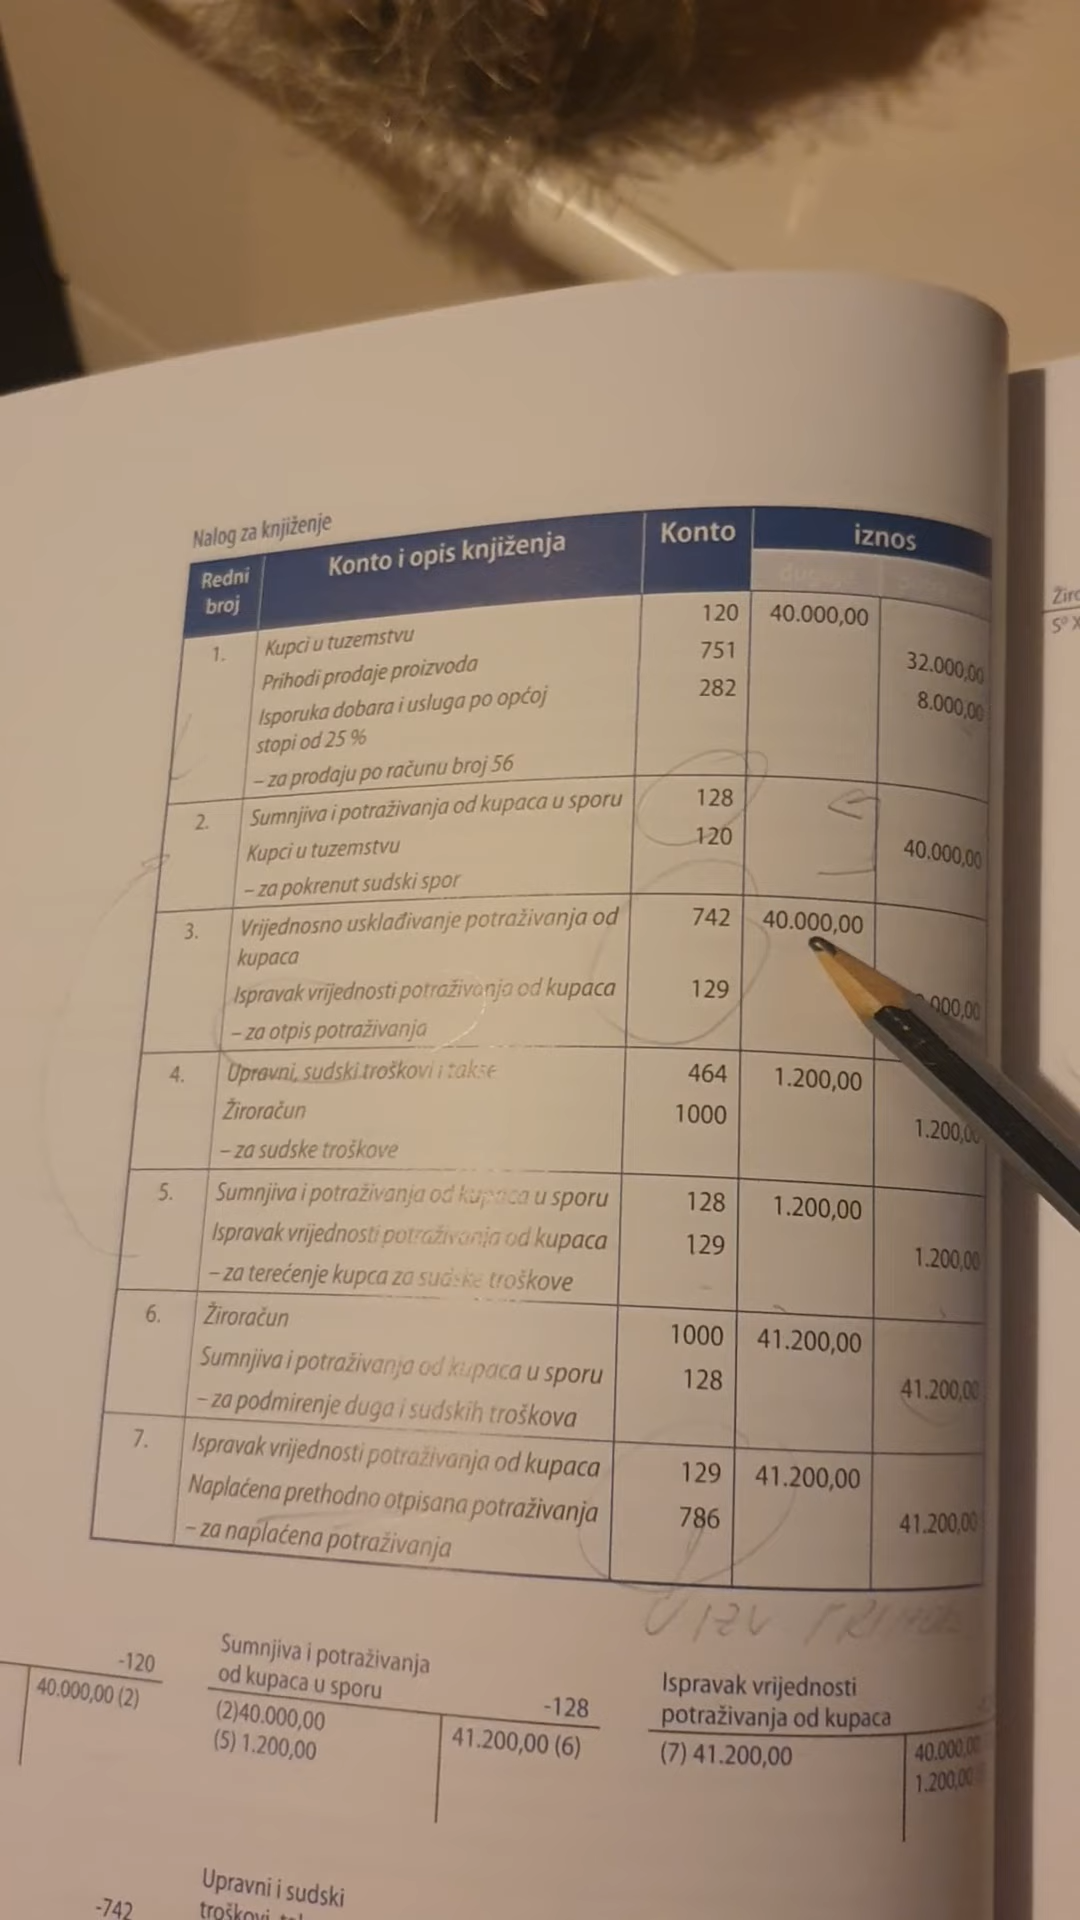 Nalog za knjiženje
Redni broj Konto i opis knjiženja Konto iznos
1. Kupci u tuzemstvu 120 40.000,00
Prihodi prodaje proizvoda 751 32.000,00
Isporuka dobara i usluga po općoj 282 8.000,00
stopi od 25 %
– za prodaju po računu broj 56
2. Sumnjiva i potraživanja od kupaca u sporu 128
Kupci u tuzemstvu 120 40.000,00
– za pokrenut sudski spor
3. Vrijednosno usklađivanje potraživanja od 742 40.000,00
kupaca
Ispravak vrijednosti potraživanja od kupaca 129 000,00
– za otpis potraživanja
4. Upravni, sudski troškovi i takse 464 1.200,00
Žiroračun 1000 1.200,00
– za sudske troškove
5. Sumnjiva i potraživanja od kupaca u sporu 128 1.200,00
Ispravak vrijednosti potraživanja od kupaca 129 1.200,00
– za terećenje kupca za sudske troškove
6. Žiroračun 1000 41.200,00
Sumnjiva i potraživanja od kupaca u sporu 128 41.200,00
– za podmirenje duga i sudskih troškova
7. Ispravak vrijednosti potraživanja od kupaca 129 41.200,00
Naplaćena prethodno otpisana potraživanja 786 41.200,00
– za naplaćena potraživanja
U IZV
-120
40.000,00 (2)
Sumnjiva i potraživanja
od kupaca u sporu -128
(2)40.000,00 41.200,00 (6)
(5) 1.200,00
Ispravak vrijednosti
potraživanja od kupaca
(7) 41.200,00 40.000,00
1.200,00
-742
Upravni i sudski
troškovi,